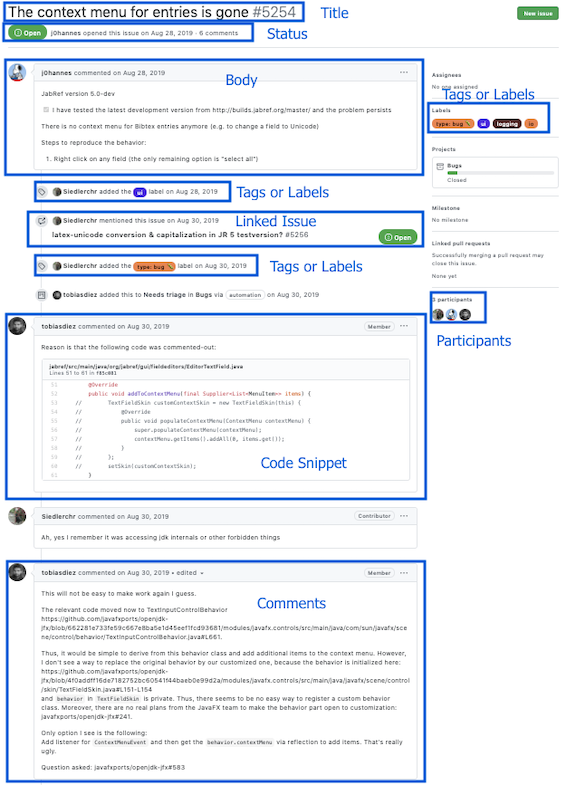 The context menu for entries is gone #5254
Title
New issue
Open
j0hannes opened this issue on Aug 28, 2019 · 6 comments
Status
j0hannes commented on Aug 28, 2019
Body
JabRef version 5.0-dev
I have tested the latest development version from http://builds.jabref.org/master/ and the problem persists
There is no context menu for Bibtex entries anymore (e.g. to change a field to Unicode)
Steps to reproduce the behavior:
1. Right click on any field (the only remaining option is "select all")
Assignees
No one assigned
Tags or Labels
Labels
type: bug
ui
logging
Projects
Bugs
Closed
Milestone
No milestone
Linked pull requests
Successfully merging a pull request may
close this issue.
None yet
3 participants
Participants
Siedlerchr added the ui label on Aug 28, 2019
Tags or Labels
Siedlerchr mentioned this issue on Aug 30, 2019
Linked Issue
latex-unicode conversion & capitalization in JR 5 testversion? #5256
Open
Siedlerchr added the type: bug label on Aug 30, 2019
Tags or Labels
tobiasdiez added this to Needs triage in Bugs via automation on Aug 30, 2019
tobiasdiez commented on Aug 30, 2019
Member
Reason is that the following code was commented-out:
jabref/src/main/java/org/jabref/gui/fieldeditors/EditorTextField.java
Lines 51 to 61 in
51 @Override
52 public void addToContextMenu(final Supplier<List<MenuItem>> items) {
53 // TextFieldSkin customContextSkin = new TextFieldSkin(this) {
54 // @Override
55 // public void populateContextMenu(ContextMenu contextMenu) {
56 // super.populateContextMenu(contextMenu);
57 // contextMenu.getItems().addAll(0, items.get());
58 // }
59 // };
60 // setSkin(customContextSkin);
61 }
Code Snippet
Siedlerchr commented on Aug 30, 2019
Contributor
Ah, yes I remember it was accessing jdk internals or other forbidden things
tobiasdiez commented on Aug 30, 2019 • edited
Member
This will not be easy to make work again I guess.
Comments
The relevant code moved now to TextInputControlBehavior
https://github.com/javafxports/openjdk-
jfx/blob/662281e733fe59c667e8ba5e1d45eef1fcd93681/modules/javafx.controls/src/main/java/com/sun/javafx/sce
ne/control/behavior/TextInputControlBehavior.java#L661.
Thus, it would be simple to derive from this behavior class and add additional items to the context menu. However,
I don't see a way to replace the original behavior by our customized one, because the behavior is initialized here:
https://github.com/javafxports/openjdk-
jfx/blob/4f0addff16de7182752bc60541f44baeb0e99d2a/modules/javafx.controls/src/main/java/javafx/scene/control
/skin/TextFieldSkin.java#L151-L154
and behavior in TextFieldSkin is private. Thus, there seems to be no easy way to register a custom behavior
class. Moreover, there are no real plans from the JavaFX team to make the behavior part open to customization:
javafxports/openjdk-jfx#241.
Only option I see is the following:
Add listener for ContextMenuEvent and then get the behavior.contextMenu via reflection to add items. That's really
ugly.
Question asked: javafxports/openjdk-jfx#583